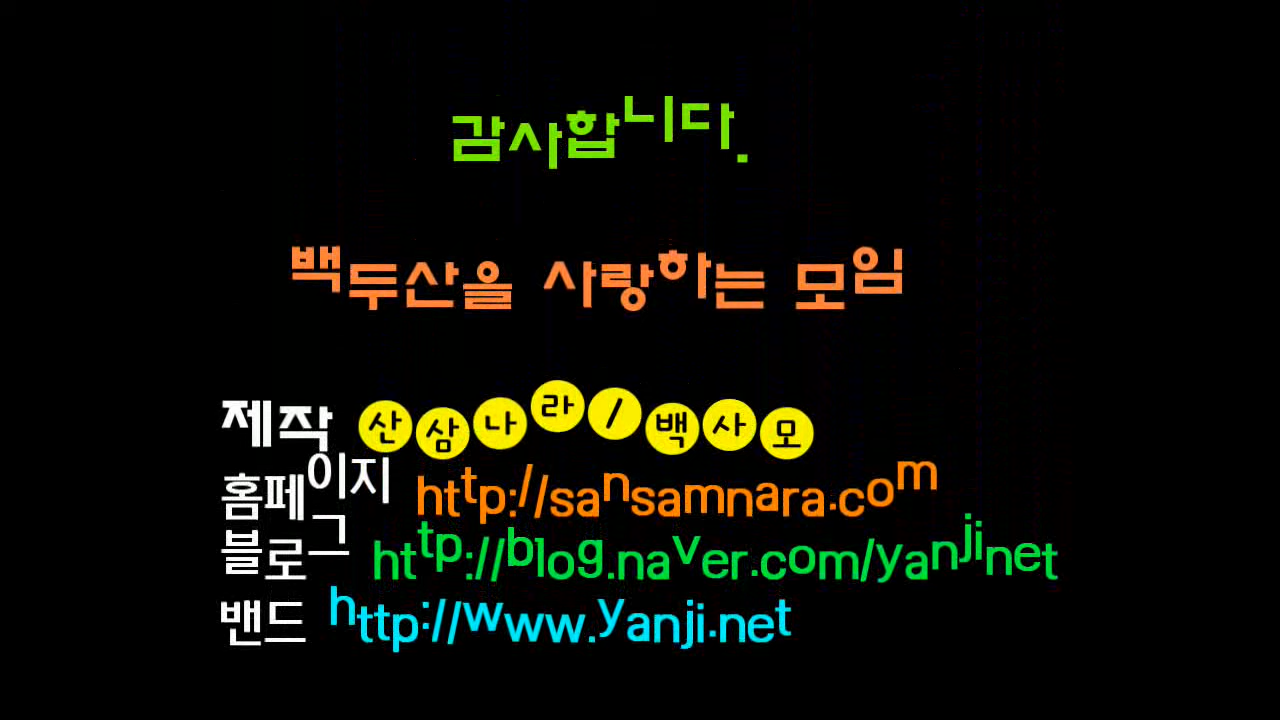 감사합니다.
백두산을 사랑하는 모임
제작 산삼나라/백사모
홈페이지 http://sansamnara.com
블로그 http://blog.naver.com/yanjinet
밴드 http://www.yanji.net